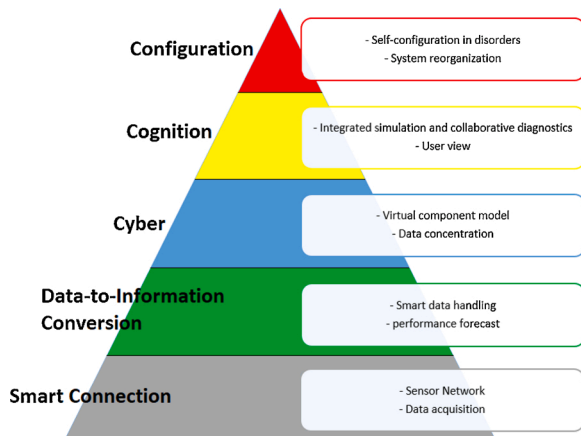 Configuration
- Self-configuration in disorders
- System reorganization
Cognition
- Integrated simulation and collaborative diagnostics
- User view
Cyber
- Virtual component model
- Data concentration
Data-to-Information
Conversion
- Smart data handling
- performance forecast
Smart Connection
- Sensor Network
- Data acquisition